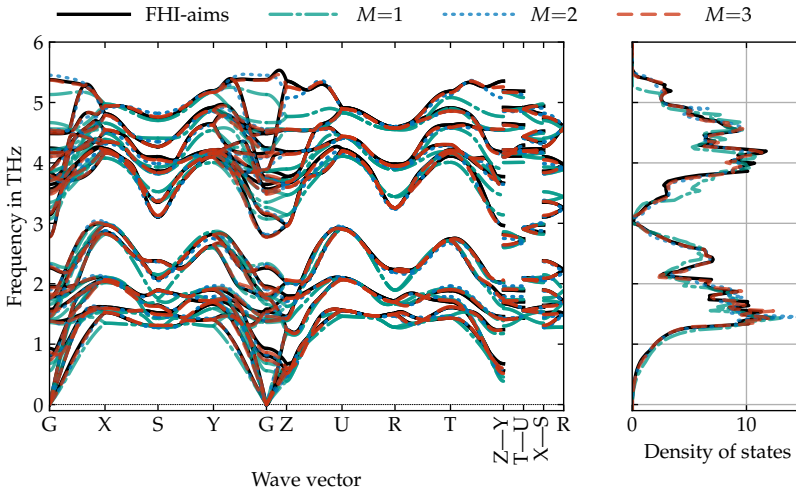 FHI-aims M=1 M=2 M=3
Frequency in THz
6
5
4
3
2
1
0
G X S Y G Z U R T Z—Y T—U X—S R
Wave vector
0 10
Density of states